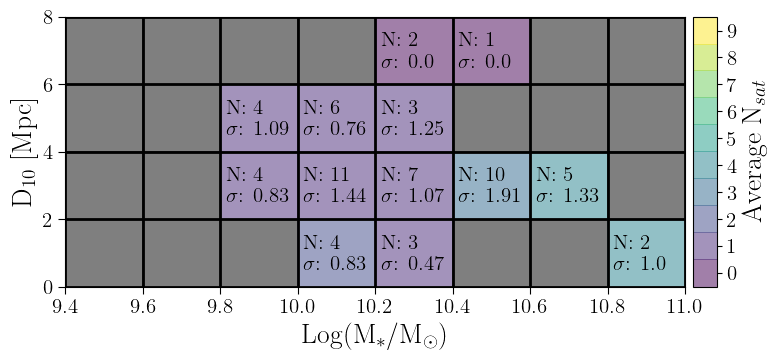 8
N: 2
σ: 0.0
N: 1
σ: 0.0
6
N: 4
σ: 1.09
N: 6
σ: 0.76
N: 3
σ: 1.25
4
N: 4
σ: 0.83
N: 11
σ: 1.44
N: 7
σ: 1.07
N: 10
σ: 1.91
N: 5
σ: 1.33
2
N: 4
σ: 0.83
N: 3
σ: 0.47
N: 2
σ: 1.0
0
D₁₀ [Mpc]
9.4 9.6 9.8 10.0 10.2 10.4 10.6 10.8 11.0
Log(M*/M☉)
9
8
7
6
5
4
3
2
1
0
Average N_sat